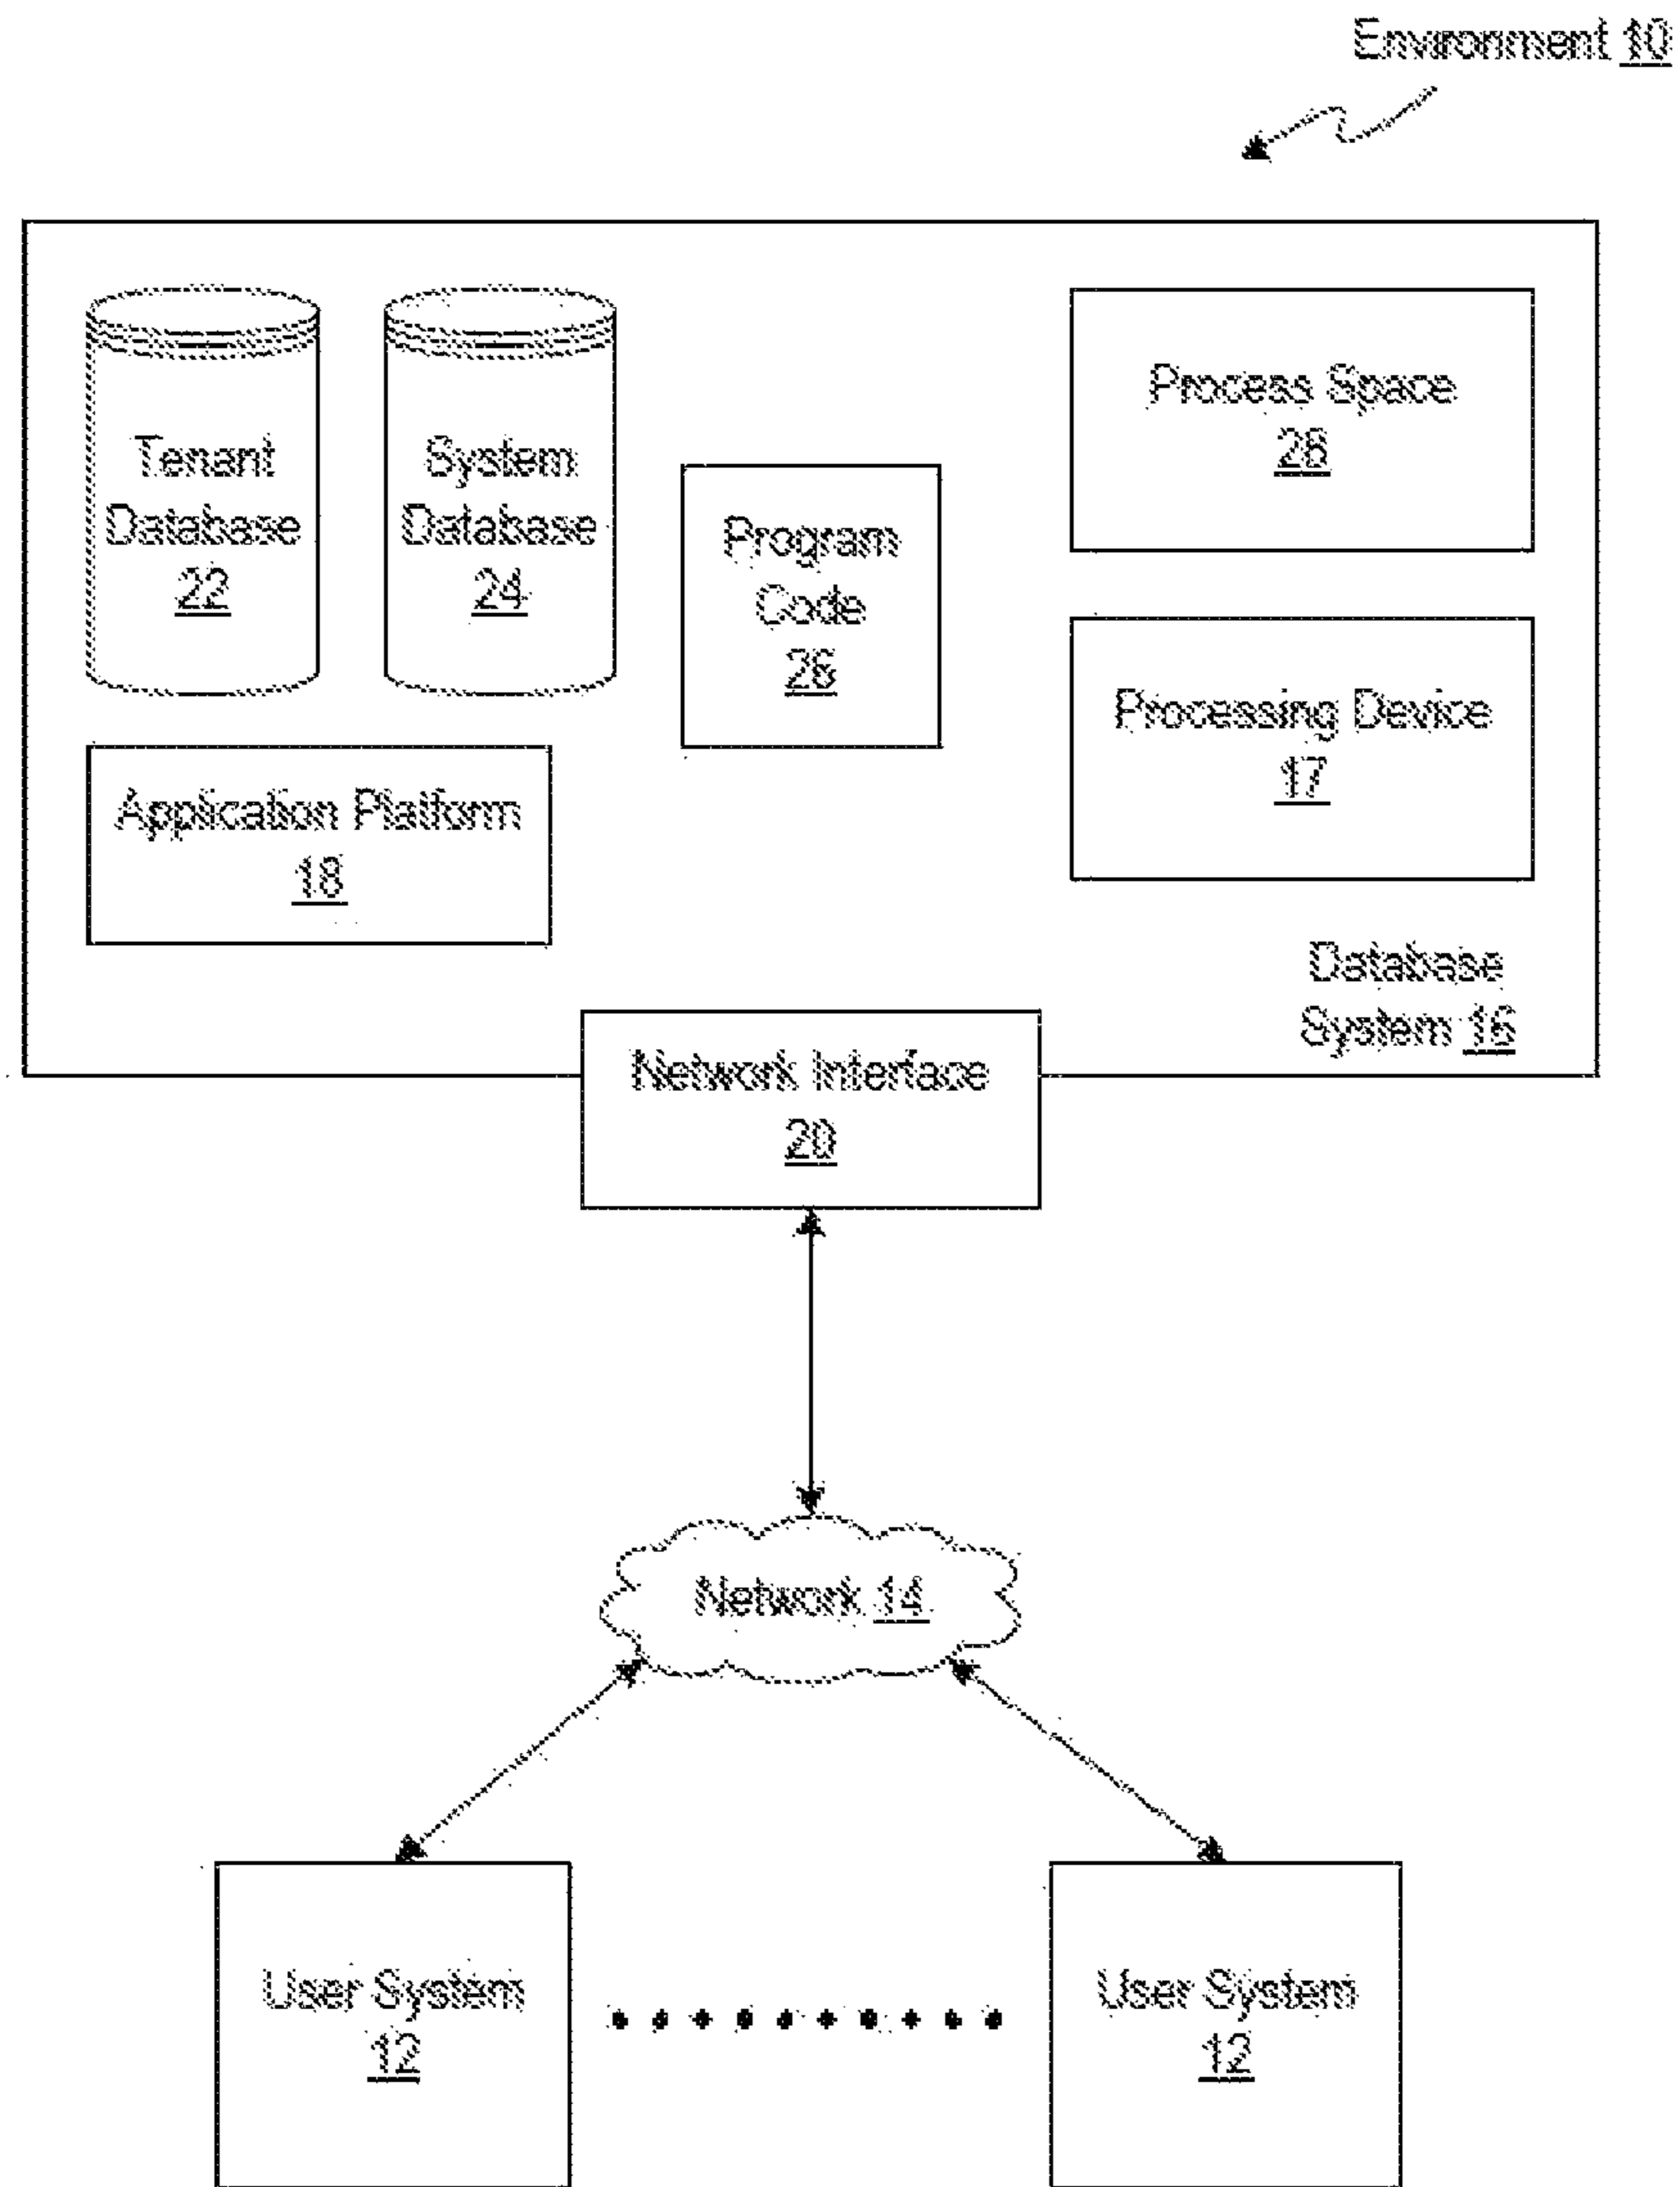 Environment 10
Tenant
Database
22
System
Database
24
Program
Code
26
Process Space
28
Processing Device
17
Application Platform
18
Database
System 16
Network Interface
20
Network 14
User System
12
User System
12